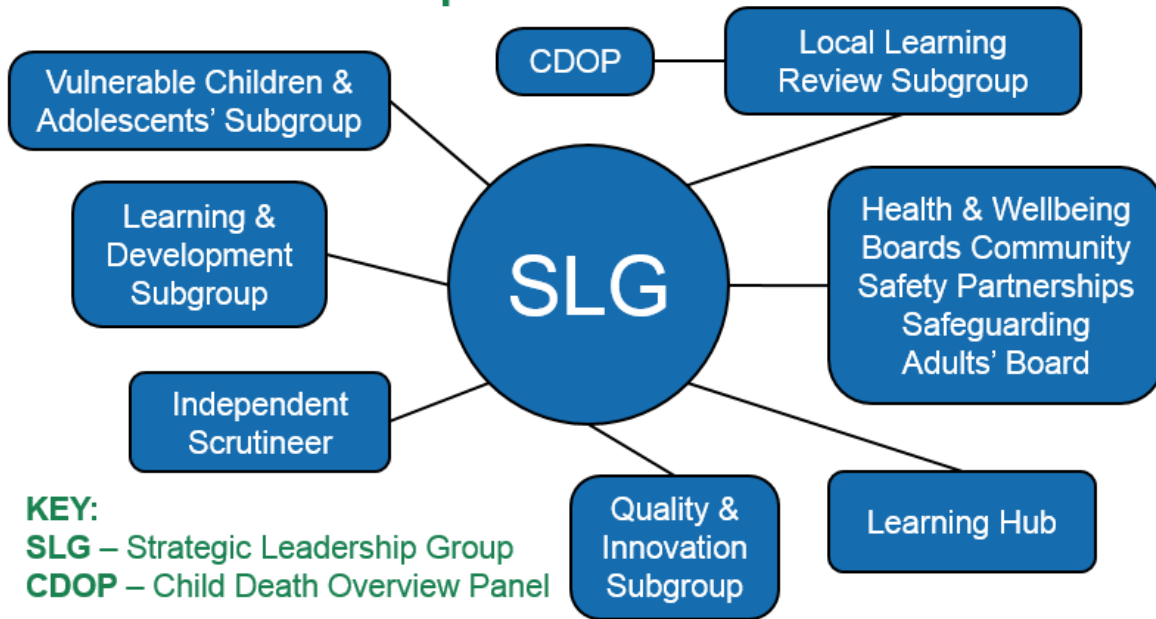 CDOP
Local Learning
Review Subgroup
Vulnerable Children &
Adolescents’ Subgroup
Learning &
Development
Subgroup
SLG
Health & Wellbeing
Boards Community
Safety Partnerships
Safeguarding
Adults’ Board
Independent
Scrutineer
Quality &
Innovation
Subgroup
Learning Hub
KEY:
SLG – Strategic Leadership Group
CDOP – Child Death Overview Panel